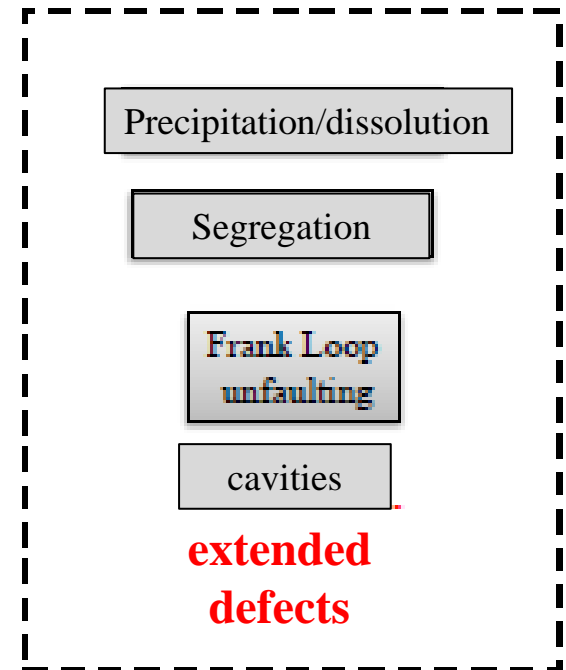 Precipitation/dissolution
Segregation
Frank Loop
unfaulting
cavities
extended
defects